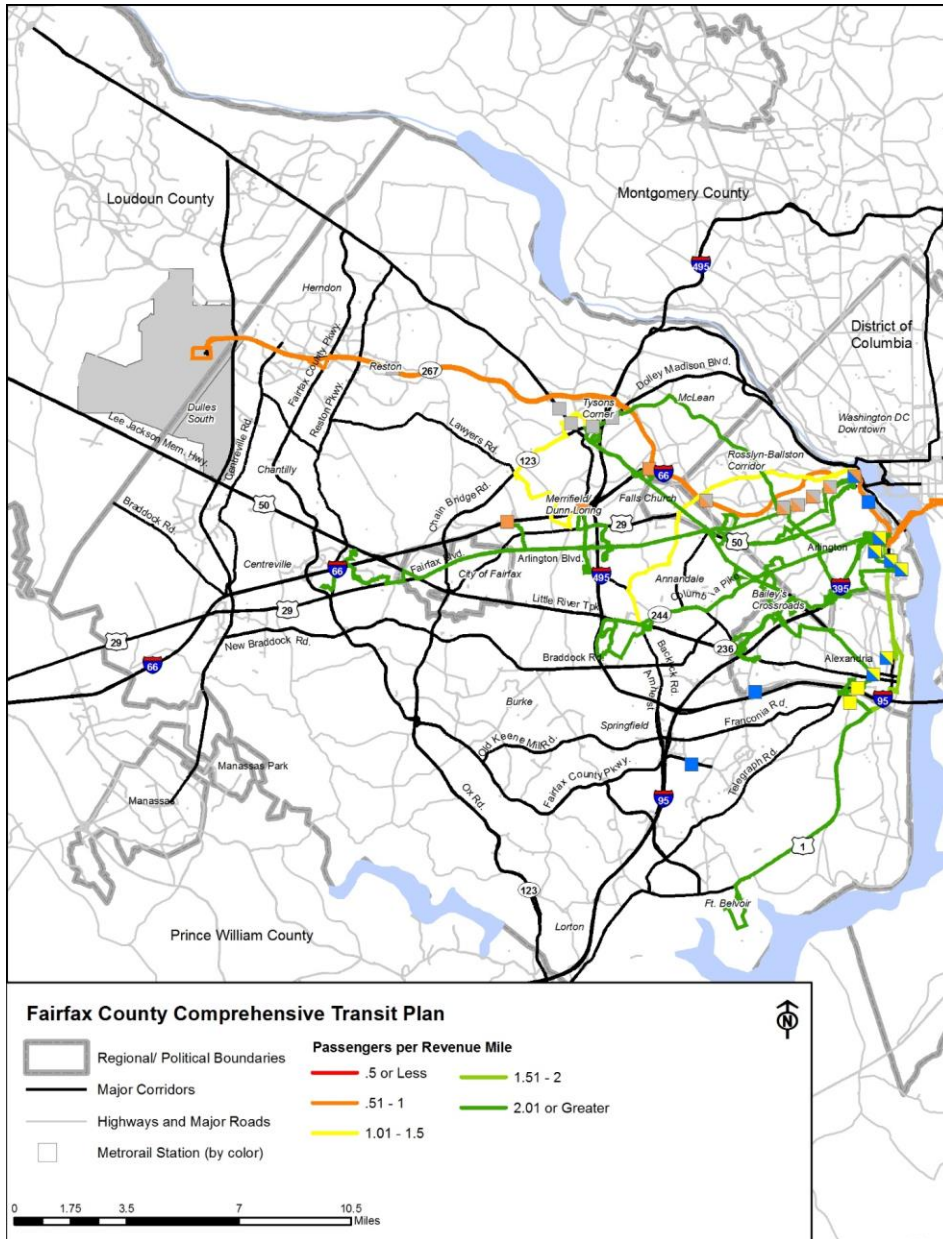 Montgomery County
Loudoun County
495
Herndon
District of
Columbia
Fairfax County Pkwy.
Reston
267
Dolley Madison Blvd.
McLean
Tysons
Corner
Dulles
South
Reston Pkwy.
Washington DC
Downtown
Lee Jackson Mem. Hwy.
Centreville Rd.
Lawyers Rd.
123
Rosslyn-Ballston
Corridor
Chantilly
66
Chain Bridge Rd.
Falls Church
Merrifield/
Dunn-Loring
Braddock Rd.
50
29
50
Arlington
Centreville
66
Fairfax Blvd.
Arlington Blvd.
City of Fairfax
495
Annandale
395
Bailey's
Crossroads
29
Little River Tpk.
244
29
New Braddock Rd.
236
66
Braddock Rd.
Backlick Rd.
Alexandria
Amherst
95
Burke
Springfield
Franconia Rd.
Old Keene Mill Rd.
Manassas Park
Fairfax County Pkwy.
Telegraph Rd.
Manassas
Ox Rd.
95
1
123
Ft. Belvoir
Prince William County
Lorton
Fairfax County Comprehensive Transit Plan
N
Regional/ Political Boundaries
Major Corridors
Highways and Major Roads
Metrorail Station (by color)
Passengers per Revenue Mile
.5 or Less
.51 - 1
1.01 - 1.5
1.51 - 2
2.01 or Greater
0 1.75 3.5 7 10.5
Miles